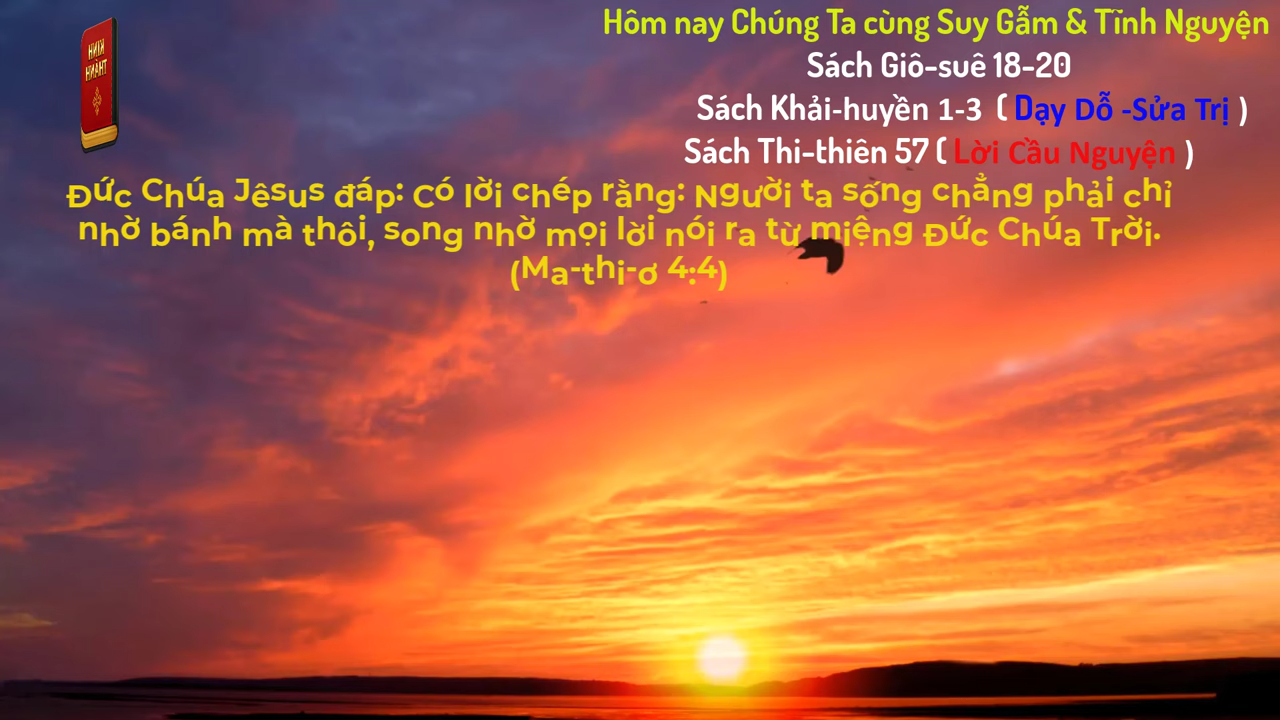 KINH
THÁNH
Hôm nay Chúng Ta cùng Suy Gẫm & Tĩnh Nguyện
Sách Giô-suê 18-20
Sách Khải-huyền 1-3 ( Dạy Dỗ -Sửa Trị )
Sách Thi-thiên 57 ( Lời Cầu Nguyện )
Đức Chúa Jêsus đáp: Có lời chép rằng: Người ta sống chẳng phải chỉ
nhờ bánh mà thôi, song nhờ mọi lời nói ra từ miệng Đức Chúa Trời.
(Ma-thi-ơ 4:4)